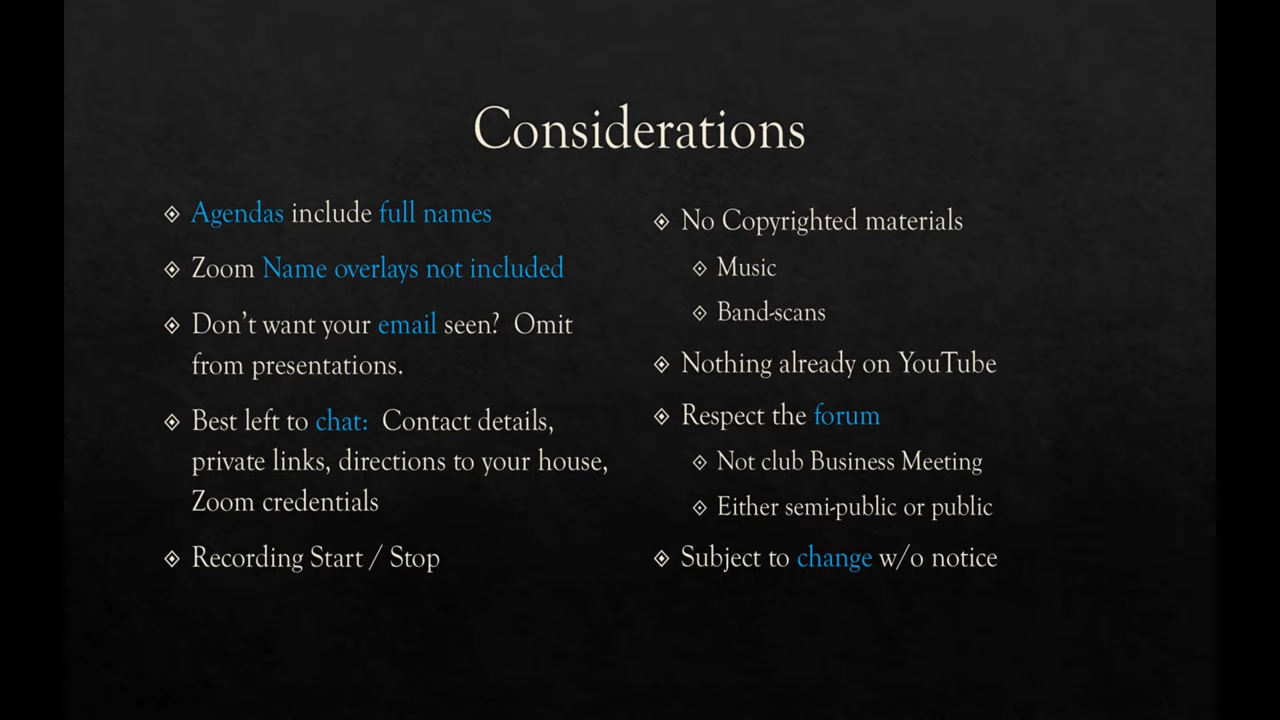 Considerations
Agendas include full names
Zoom Name overlays not included
Don't want your email seen? Omit
from presentations.
Best left to chat: Contact details,
private links, directions to your house,
Zoom credentials
Recording Start / Stop
No Copyrighted materials
Music
Band-scans
Nothing already on YouTube
Respect the forum
Not club Business Meeting
Either semi-public or public
Subject to change w/o notice